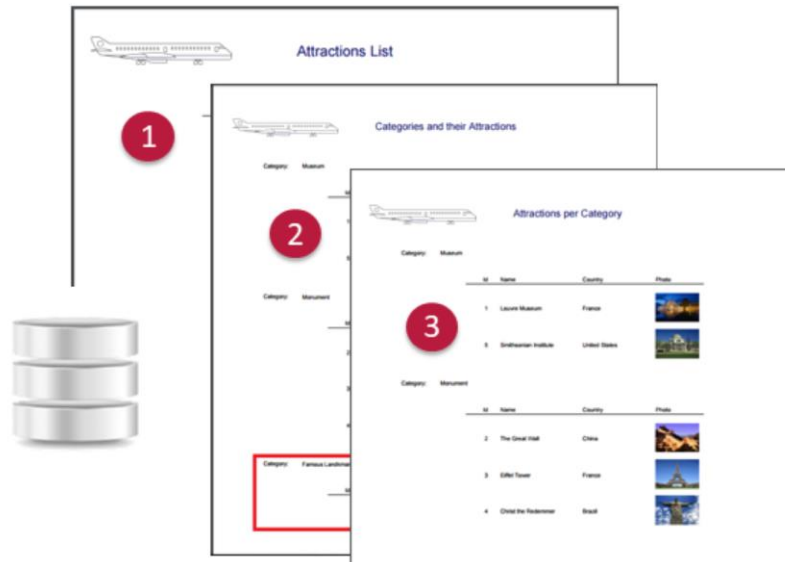 Attractions List
1
Categories and their Attractions
Category: Museum
2
Category: Monument
Category: Famous Landmar
Attractions per Category
Category: Museum
Id Name Country Photo
1 Louvre Museum France
3
5 Smithsonian Institute United States
Category: Monument
Id Name Country Photo
2 The Great Wall China
3 Eiffel Tower France
4 Christ the Redemmer Brazil